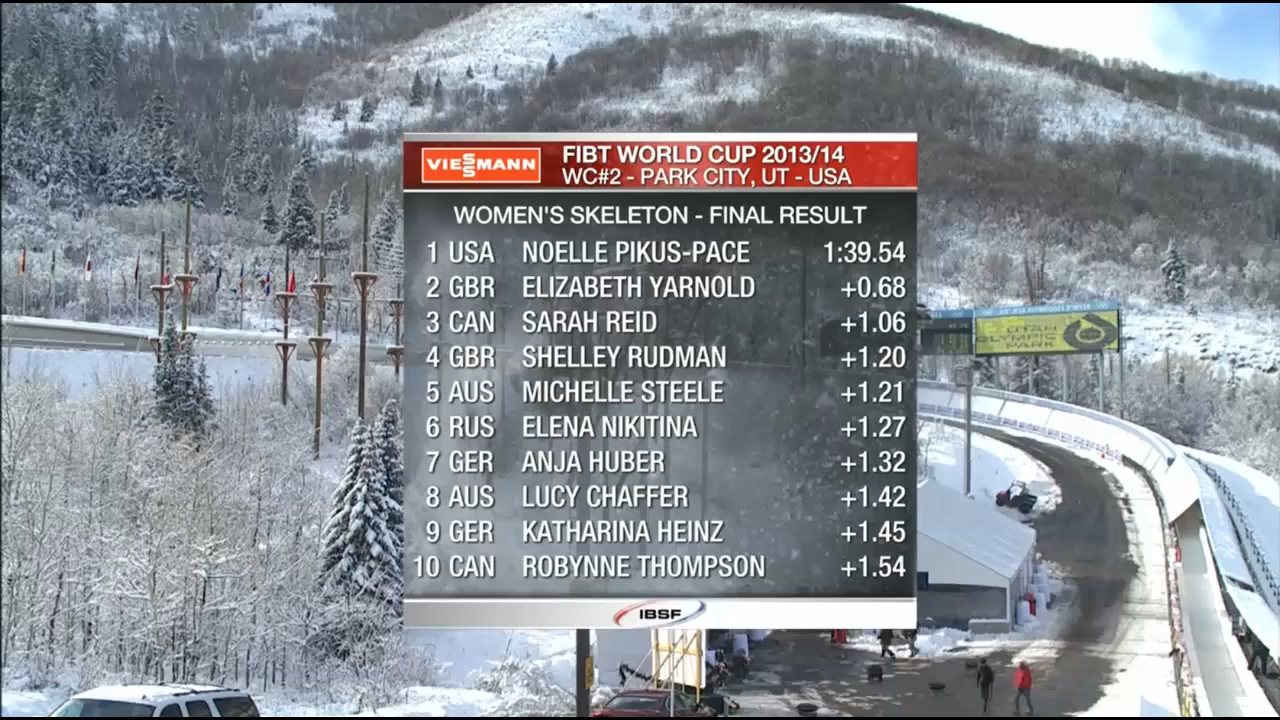 VIESSMANN
FIBT WORLD CUP 2013/14
WC#2 - PARK CITY, UT - USA
WOMEN'S SKELETON - FINAL RESULT
1 USA NOELLE PIKUS-PACE 1:39.54
2 GBR ELIZABETH YARNOLD +0.68
3 CAN SARAH REID +1.06
4 GBR SHELLEY RUDMAN +1.20
5 AUS MICHELLE STEELE +1.21
6 RUS ELENA NIKITINA +1.27
7 GER ANJA HUBER +1.32
8 AUS LUCY CHAFFER +1.42
9 GER KATHARINA HEINZ +1.45
10 CAN ROBYNNE THOMPSON +1.54
IBSF
UTAH
OLYMPIC
PARK